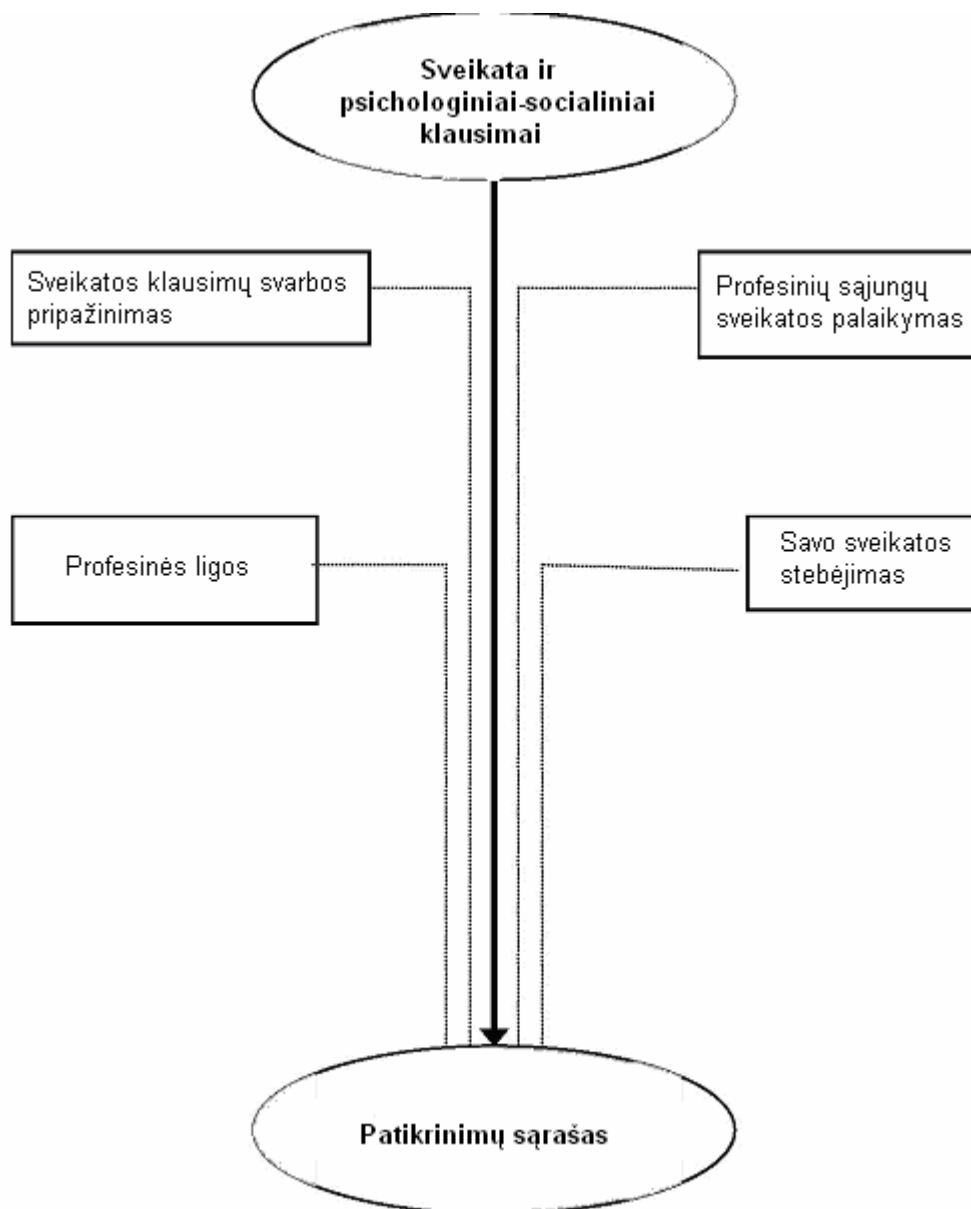 Sveikata ir
psichologiniai-socialiniai
klausimai
Sveikatos klausimų svarbos
pripažinimas
Profesinių sąjungų
sveikatos palaikymas
Profesinės ligos
Savo sveikatos
stebėjimas
Patikrinimų sąrašas